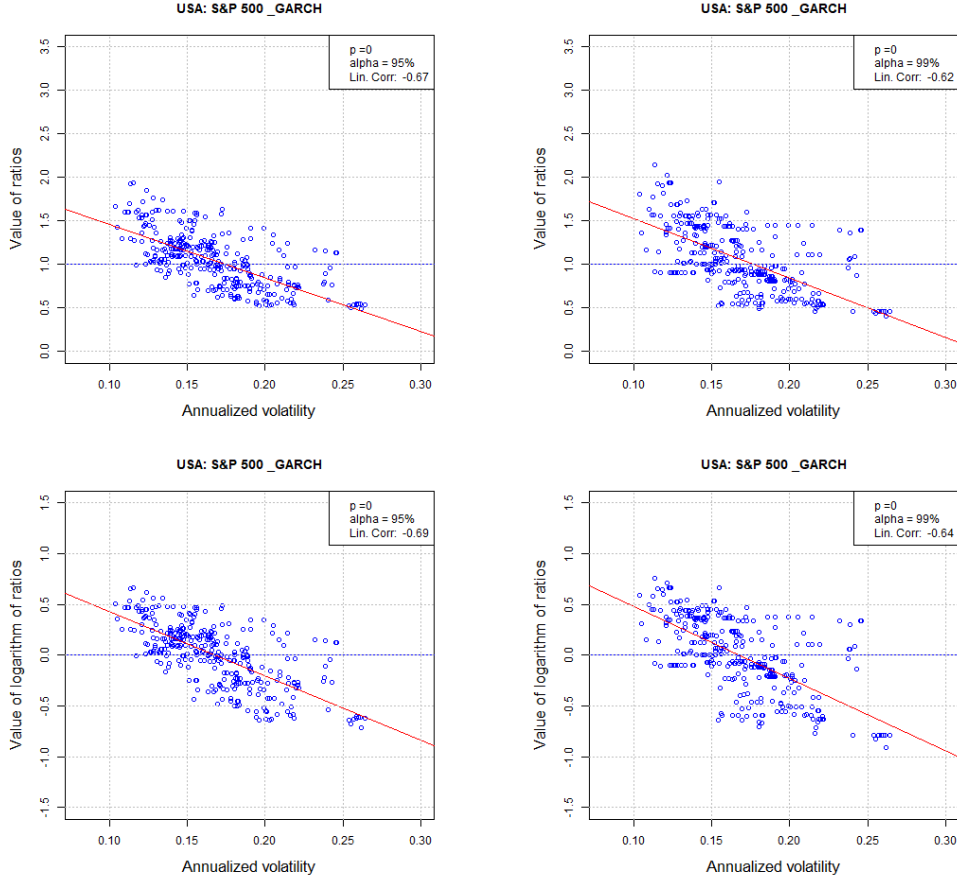 USA: S&P 500 _GARCH
p =0
alpha = 95%
Lin. Corr: -0.67
Value of ratios
3.5
3.0
2.5
2.0
1.5
1.0
0.5
0.0
0.10 0.15 0.20 0.25 0.30
Annualized volatility
USA: S&P 500 _GARCH
p =0
alpha = 99%
Lin. Corr: -0.62
Value of ratios
3.5
3.0
2.5
2.0
1.5
1.0
0.5
0.0
0.10 0.15 0.20 0.25 0.30
Annualized volatility
USA: S&P 500 _GARCH
p =0
alpha = 95%
Lin. Corr: -0.69
Value of logarithm of ratios
1.5
1.0
0.5
0.0
-0.5
-1.0
-1.5
0.10 0.15 0.20 0.25 0.30
Annualized volatility
USA: S&P 500 _GARCH
p =0
alpha = 99%
Lin. Corr: -0.64
Value of logarithm of ratios
1.5
1.0
0.5
0.0
-0.5
-1.0
-1.5
0.10 0.15 0.20 0.25 0.30
Annualized volatility